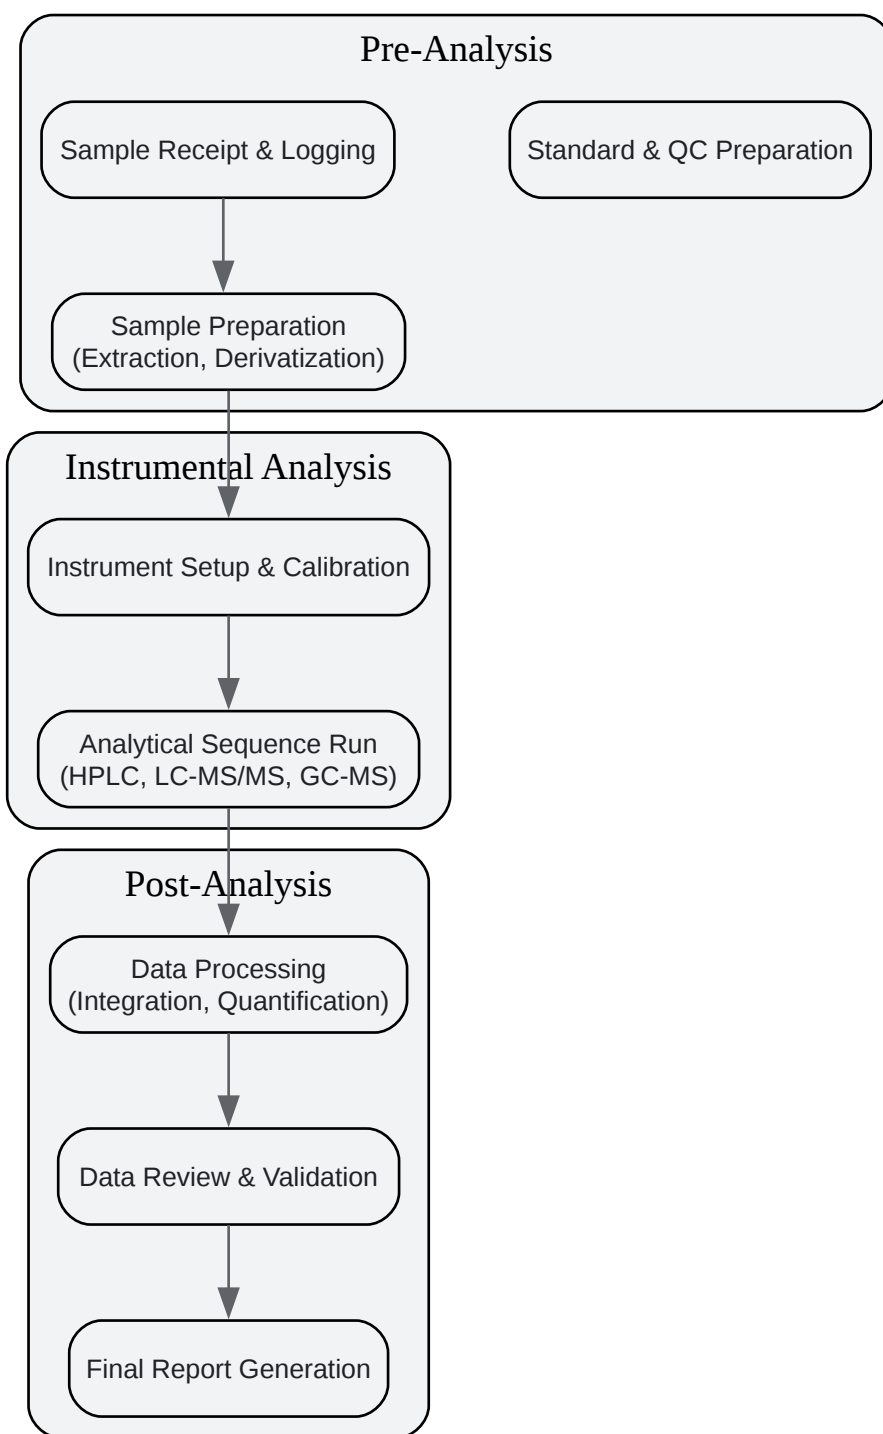 Pre-Analysis
Sample Receipt & Logging
Standard & QC Preparation
Sample Preparation
(Extraction, Derivatization)
Instrumental Analysis
Instrument Setup & Calibration
Analytical Sequence Run
(HPLC, LC-MS/MS, GC-MS)
Post-Analysis
Data Processing
(Integration, Quantification)
Data Review & Validation
Final Report Generation